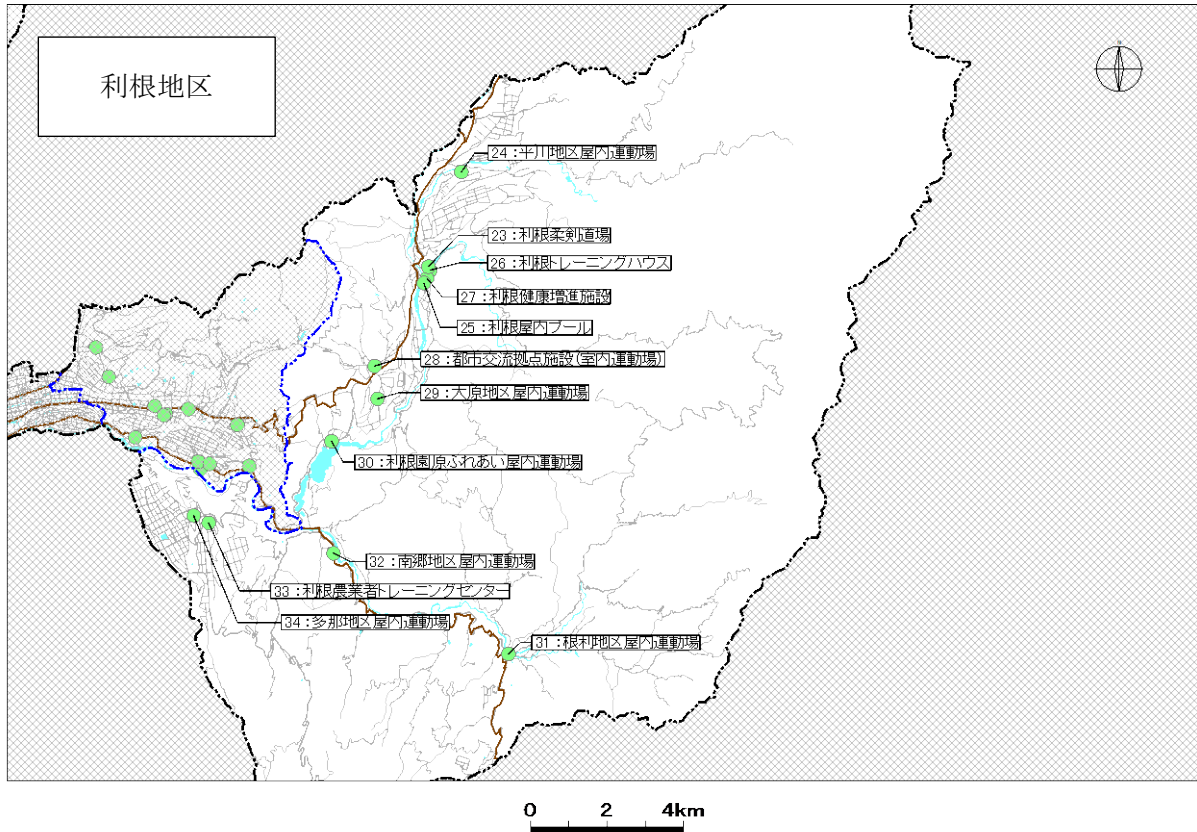 利根地区
N
24：平川地区屋内運動場
23：利根柔剣道場
26：利根トレーニングハウス
27：利根健康増進施設
25：利根屋内プール
28：都市交流拠点施設(室内運動場)
29：大原地区屋内運動場
30：利根園原ふれあい屋内運動場
32：南郷地区屋内運動場
33：利根農業者トレーニングセンター
34：多那地区屋内運動場
31：根利地区屋内運動場
0 2 4km